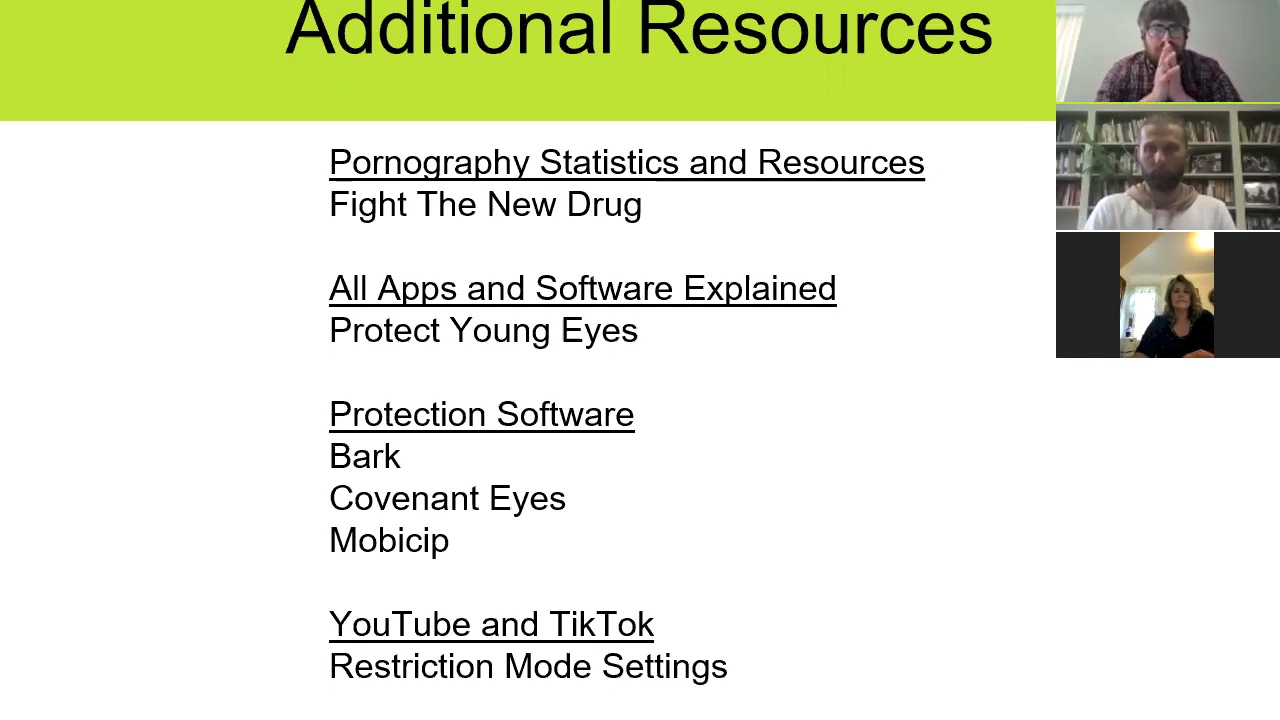 Additional Resources
Pornography Statistics and Resources
Fight The New Drug
All Apps and Software Explained
Protect Young Eyes
Protection Software
Bark
Covenant Eyes
Mobicip
YouTube and TikTok
Restriction Mode Settings